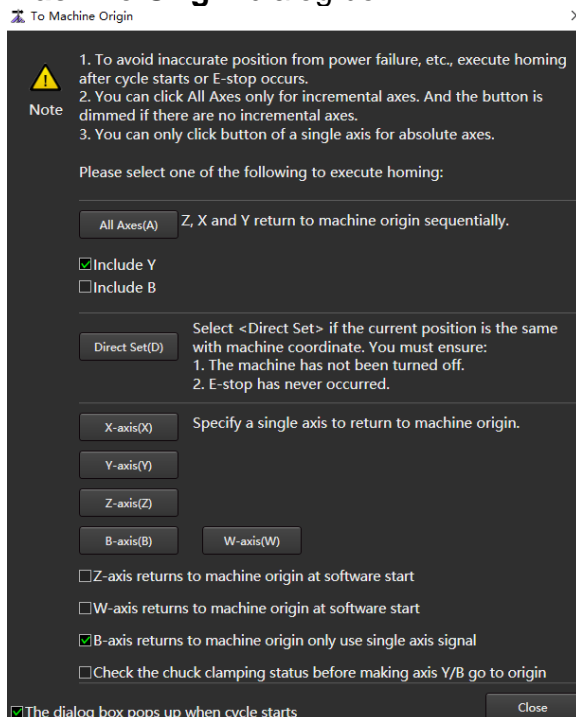 To Machine Origin
1. To avoid inaccurate position from power failure, etc., execute homing
after cycle starts or E-stop occurs.
2. You can click All Axes only for incremental axes. And the button is
dimmed if there are no incremental axes.
3. You can only click button of a single axis for absolute axes.
Note
Please select one of the following to execute homing:
All Axes(A) Z, X and Y return to machine origin sequentially.
Include Y
Include B
Select <Direct Set> if the current position is the same
Direct Set(D) with machine coordinate. You must ensure:
1. The machine has not been turned off.
2. E-stop has never occurred.
X-axis(X) Specify a single axis to return to machine origin.
Y-axis(Y)
Z-axis(Z)
B-axis(B) W-axis(W)
Z-axis returns to machine origin at software start
W-axis returns to machine origin at software start
B-axis returns to machine origin only use single axis signal
Check the chuck clamping status before making axis Y/B go to origin
The dialog box pops up when cycle starts Close